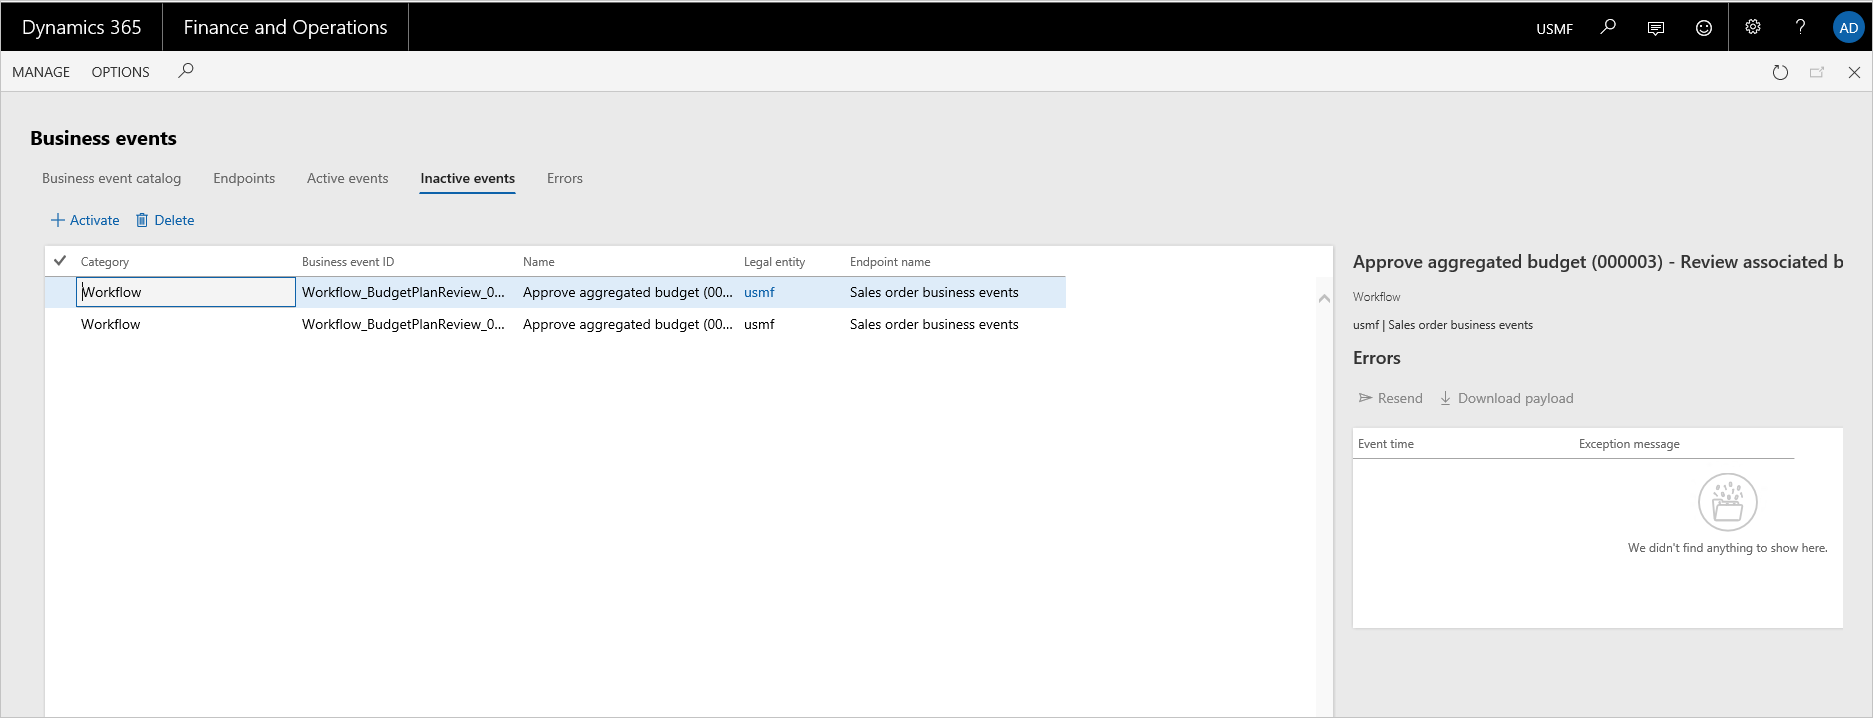 Dynamics 365 Finance and Operations USMF ? AD
MANAGE OPTIONS
Business events
Business event catalog Endpoints Active events Inactive events Errors
Activate Delete
Category Business event ID Name Legal entity Endpoint name
Workflow Workflow_BudgetPlanReview_0... Approve aggregated budget (00... usmf Sales order business events
Workflow Workflow_BudgetPlanReview_0... Approve aggregated budget (00... usmf Sales order business events
Approve aggregated budget (000003) - Review associated b
Workflow
usmf | Sales order business events
Errors
Resend Download payload
Event time Exception message
We didn't find anything to show here.